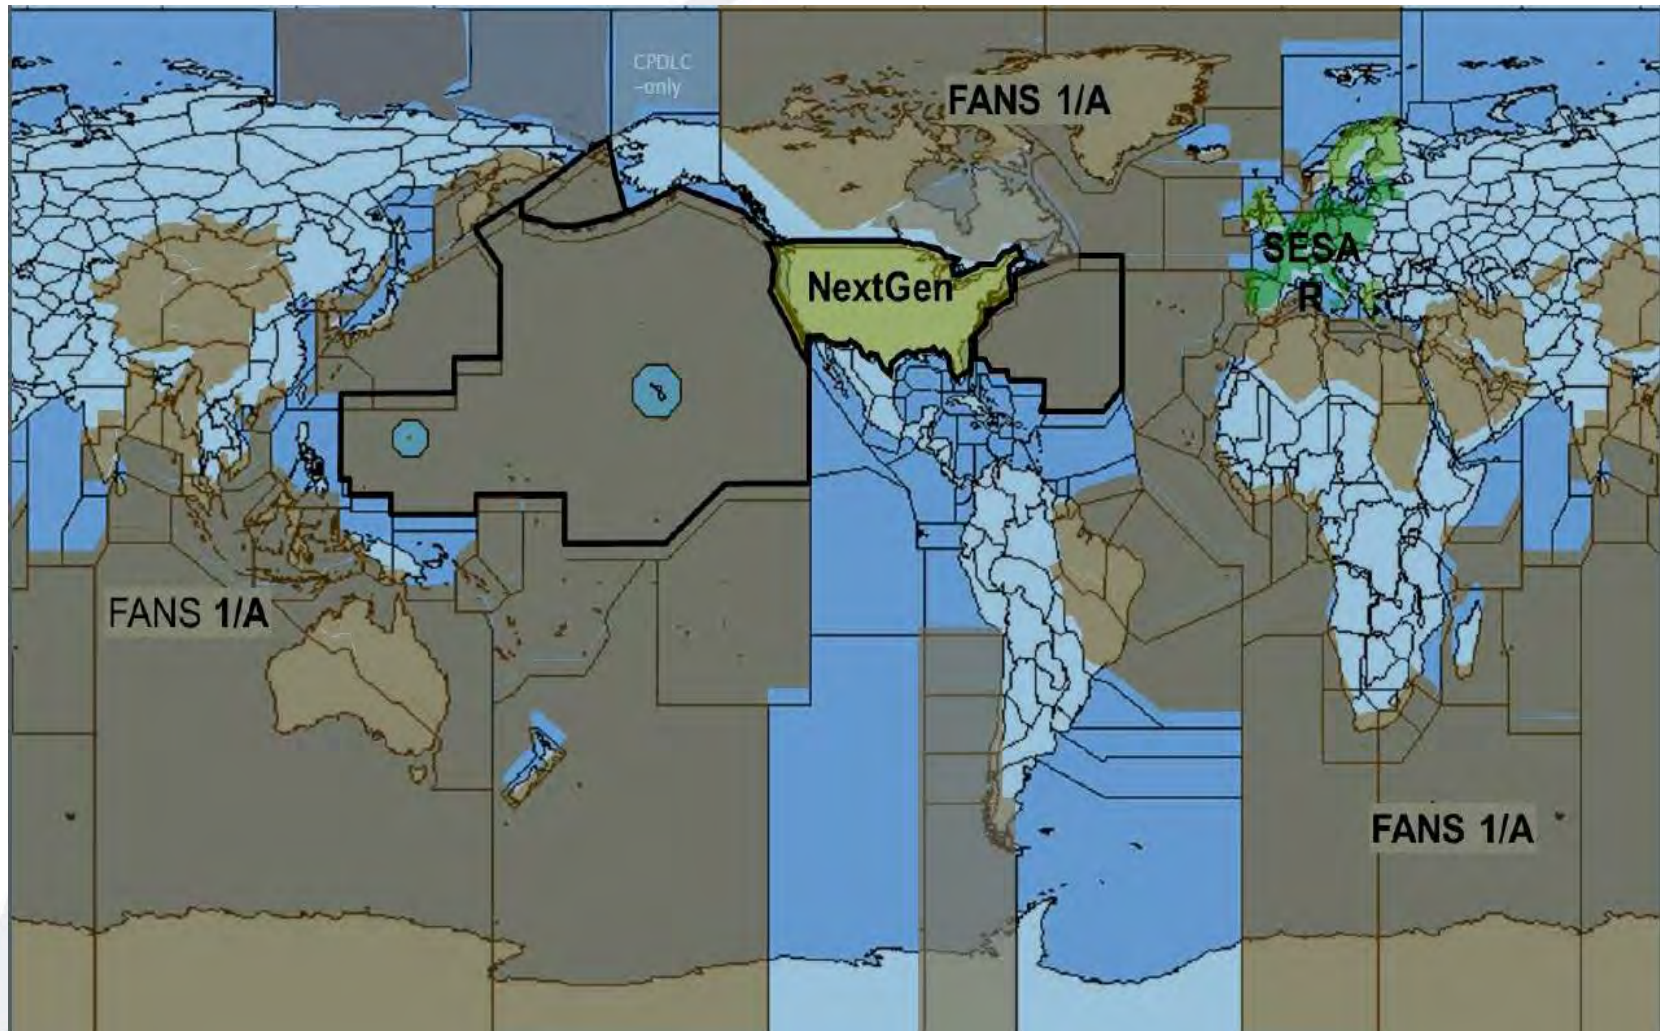 CPDLC
-only
FANS 1/A
NextGen
SESA
R
FANS 1/A
FANS 1/A